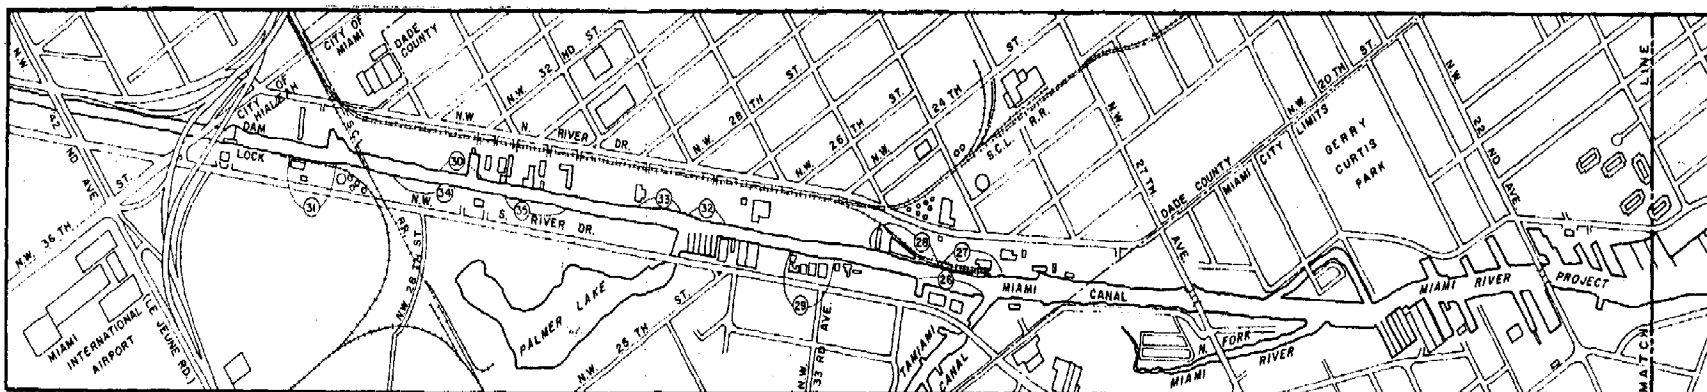 N.W. 42 ND AVE.
LE JEUNE RD.)
CITY OF MIAMI
DADE COUNTY
CITY OF HIALEAH
DAM
LOCK
S.C.L.
R.R.
N.W. 36 TH ST.
MIAMI INTERNATIONAL AIRPORT
N.W. 32 ND ST.
N.W. N. RIVER DR.
N.W. 28 TH ST.
N.W. 26 TH ST.
N.W. 24 TH ST.
S.C.L. R.R.
N.W. 27 TH AVE.
DADE COUNTY
MIAMI CITY LIMITS
N.W. 20 TH ST.
GERRY CURTIS PARK
N.W. 22 ND AVE.
MATCH LINE
30
31
34
35
33
32
28
27
26
29
N.W. S. RIVER DR.
N.W. 28 TH ST.
PALMER LAKE
N.W. 25 TH ST.
N.W. 33 RD AVE.
TAMIAMI CANAL
MIAMI CANAL
N. FORK
MIAMI RIVER
MIAMI RIVER PROJECT